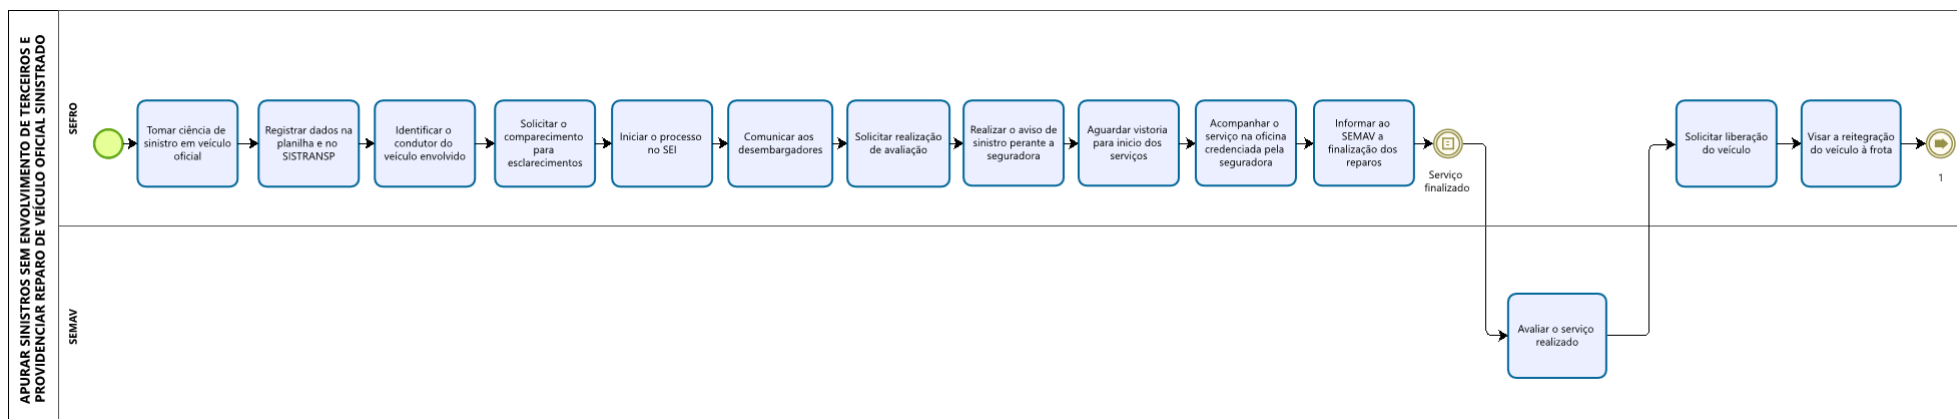 APURAR SINISTROS SEM ENVOLVIMENTO DE TERCEIROS E
PROVIDENCIAR REPARO DE VEÍCULO OFICIAL SINISTRADO
SEFRO
Tomar ciência de
sinistro em veículo
oficial
Registrar dados na
planilha e no
SISTRANSP
Identificar o
condutor do
veículo envolvido
Solicitar o
comparecimento
para
esclarecimentos
Iniciar o processo
no SEI
Comunicar aos
desembargadores
Solicitar realização
de avaliação
Realizar o aviso de
sinistro perante a
seguradora
Aguardar vistoria
para inicio dos
serviços
Acompanhar o
serviço na oficina
credenciada pela
seguradora
Informar ao
SEMAV a
finalização dos
reparos
Serviço
finalizado
Solicitar liberação
do veículo
Visar a reitegração
do veículo à frota
1
SEMAV
Avaliar o serviço
realizado